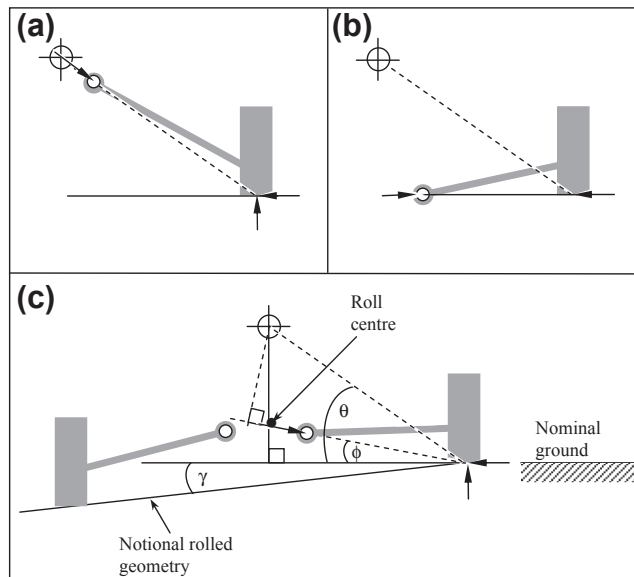 (a)
(b)
(c)
Roll
centre
θ
Nominal
ground
ϕ
γ
Notional rolled
geometry